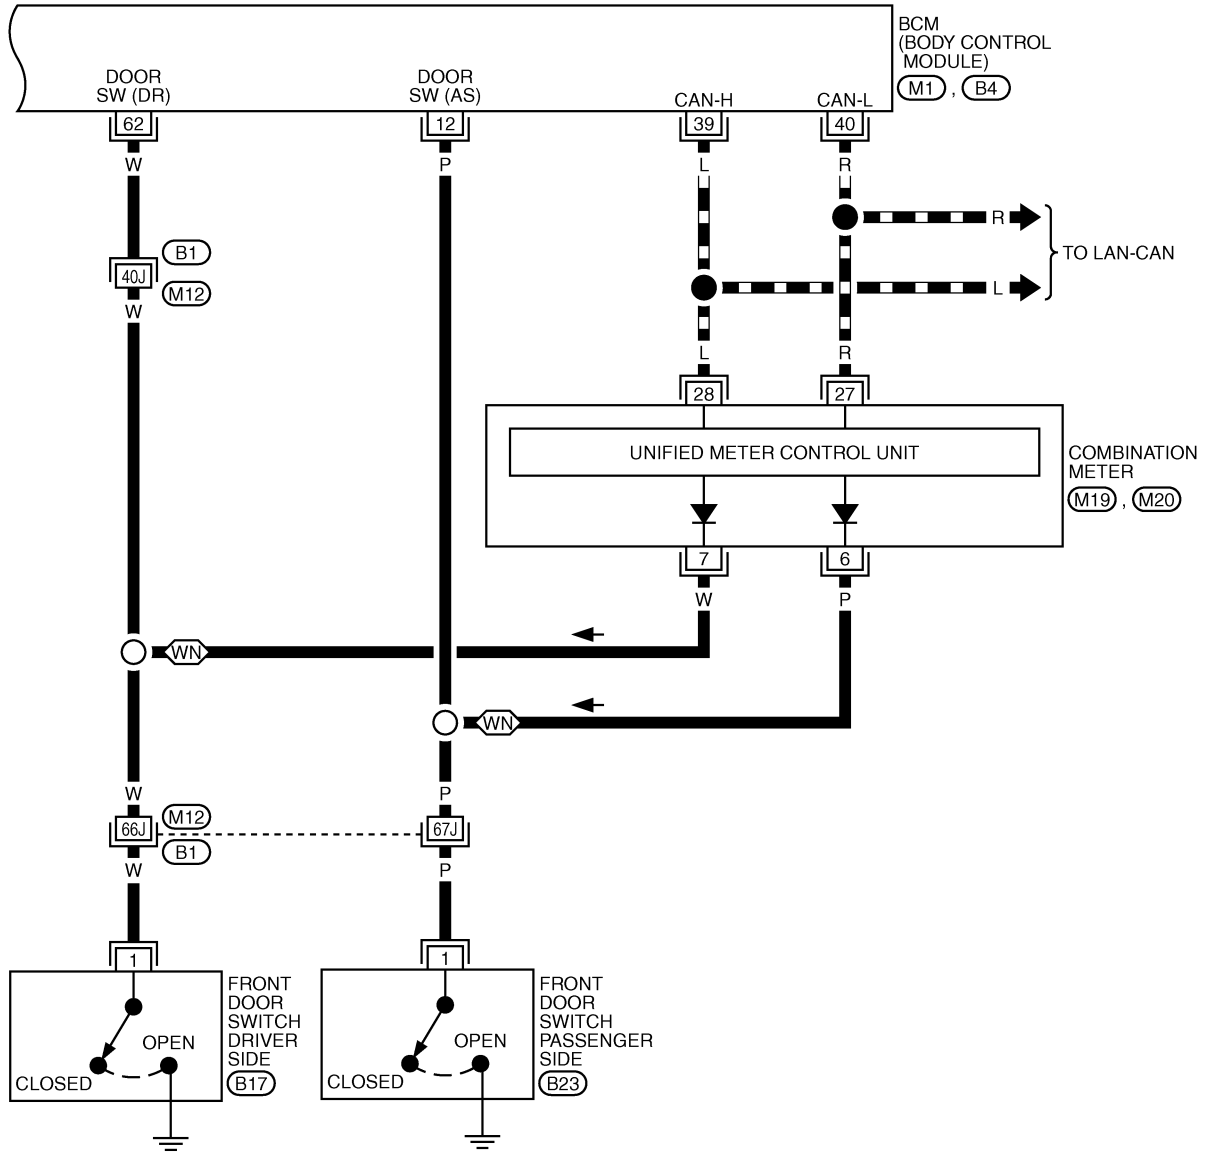 BCM
(BODY CONTROL
MODULE)
M1 , B4
DOOR
SW (DR)
DOOR
SW (AS)
CAN-H
CAN-L
62
12
39
40
W
P
L
R
R
TO LAN-CAN
L
B1
40J
M12
W
L
R
28
27
UNIFIED METER CONTROL UNIT
COMBINATION
METER
M19 , M20
7
6
W
P
WN
WN
W
P
M12
66J
67J
B1
W
P
1
1
FRONT
DOOR
SWITCH
DRIVER
SIDE
B17
OPEN
CLOSED
FRONT
DOOR
SWITCH
PASSENGER
SIDE
B23
OPEN
CLOSED